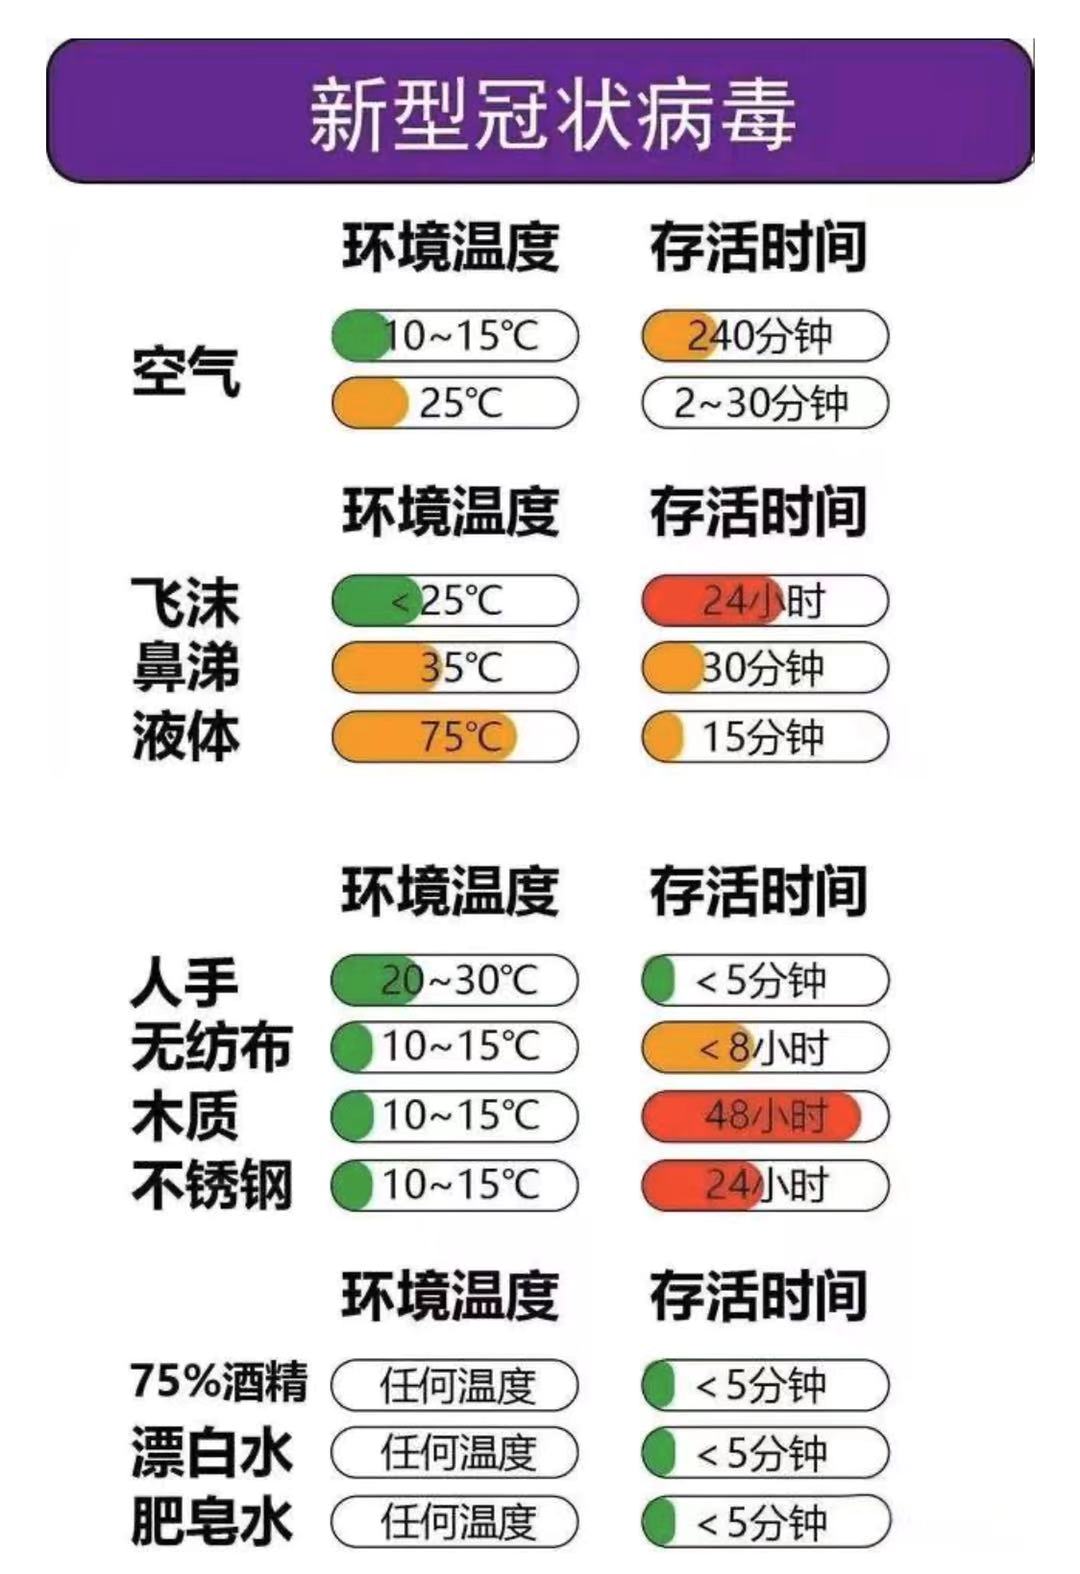 新型冠状病毒
环境温度 存活时间
空气
10~15℃ 240分钟
25℃ 2~30分钟
环境温度 存活时间
飞沫 <25℃ 24小时
鼻涕 35℃ 30分钟
液体 75℃ 15分钟
环境温度 存活时间
人手 20~30℃ <5分钟
无纺布 10~15℃ <8小时
木质 10~15℃ 48小时
不锈钢 10~15℃ 24小时
环境温度 存活时间
75%酒精 任何温度 <5分钟
漂白水 任何温度 <5分钟
肥皂水 任何温度 <5分钟